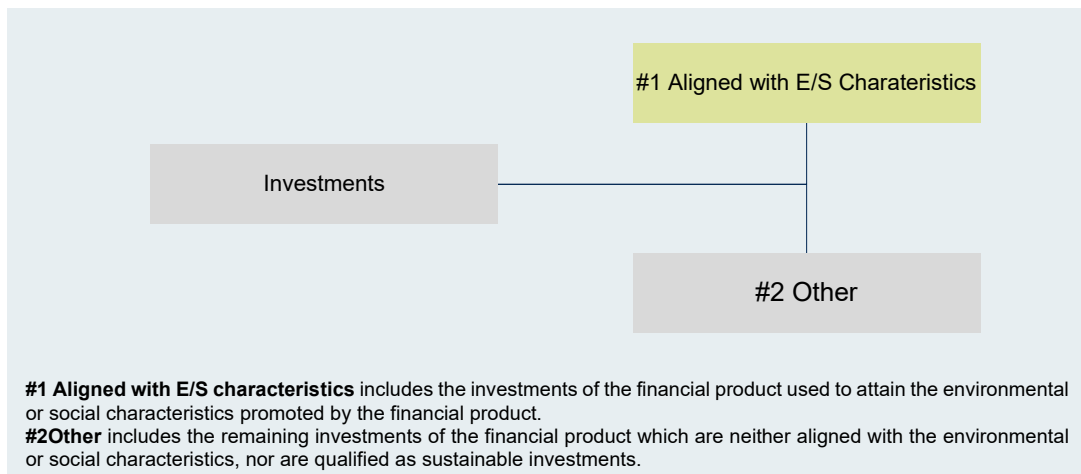 #1 Aligned with E/S Charateristics
Investments
#2 Other
#1 Aligned with E/S characteristics includes the investments of the financial product used to attain the environmental
or social characteristics promoted by the financial product.
#2Other includes the remaining investments of the financial product which are neither aligned with the environmental
or social characteristics, nor are qualified as sustainable investments.